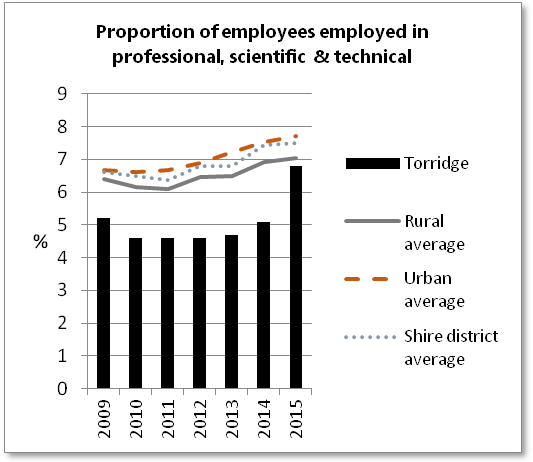 Proportion of employees employed in
professional, scientific & technical
9
8
7
6
5
4
3
2
1
0
%
2009
2010
2011
2012
2013
2014
2015
Torridge
Rural
average
Urban
average
Shire district
average